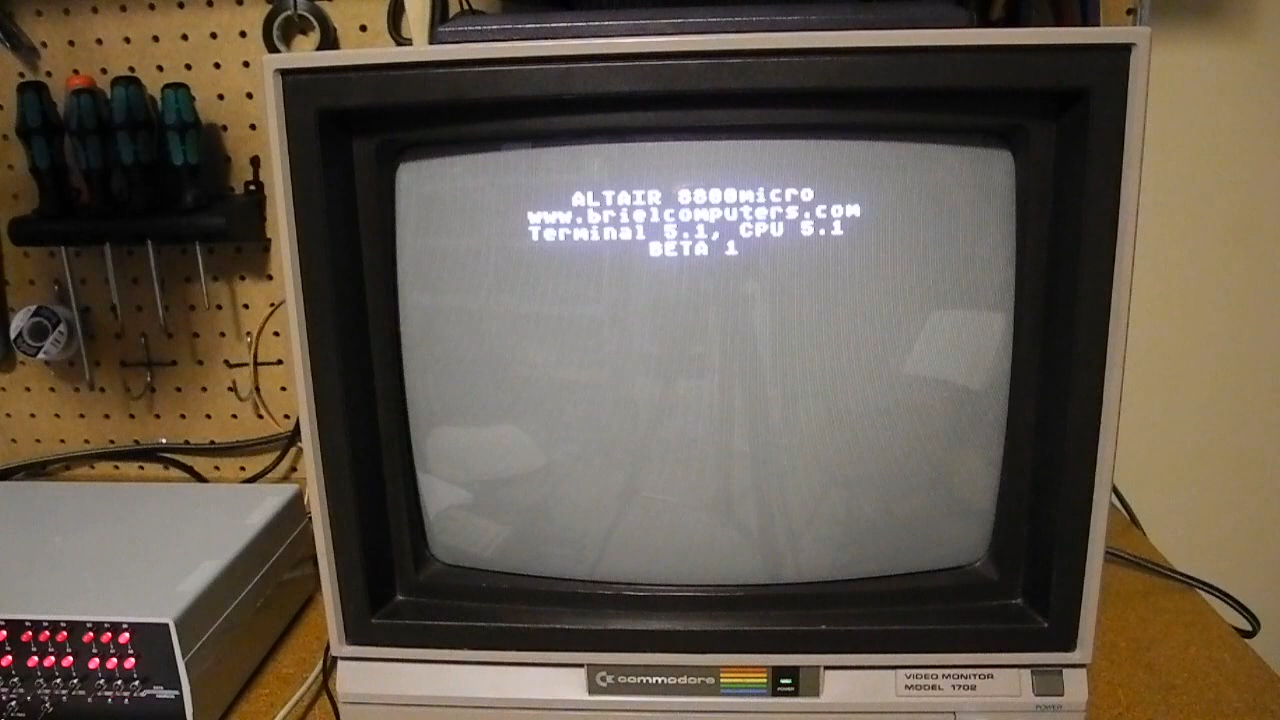 ALTAIR 8800micro
www.brielcomputers.com
Terminal 5.1, CPU 5.1
BETA 1
commodore
POWER
VIDEO MONITOR
MODEL 1702
POWER